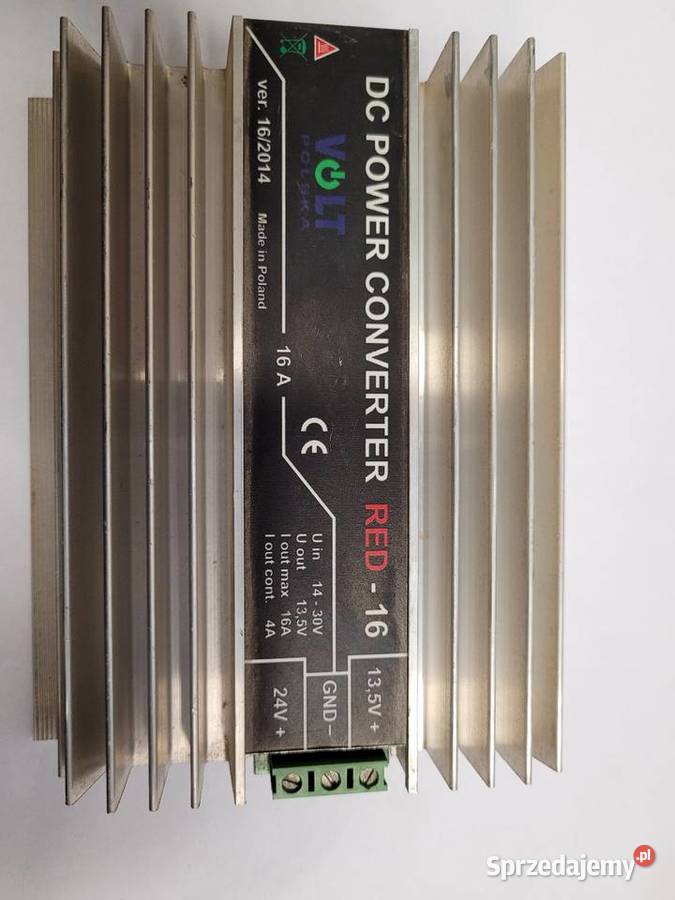 DC POWER CONVERTER RED - 16
VOLT
POLSKA
ver. 16/2014
Made in Poland
16 A
CE
U in 14 - 30V
U out 13,5V
I out max 16A
I out cont. 4A
13,5V +
GND –
24V +
Sprzedajemy.pl